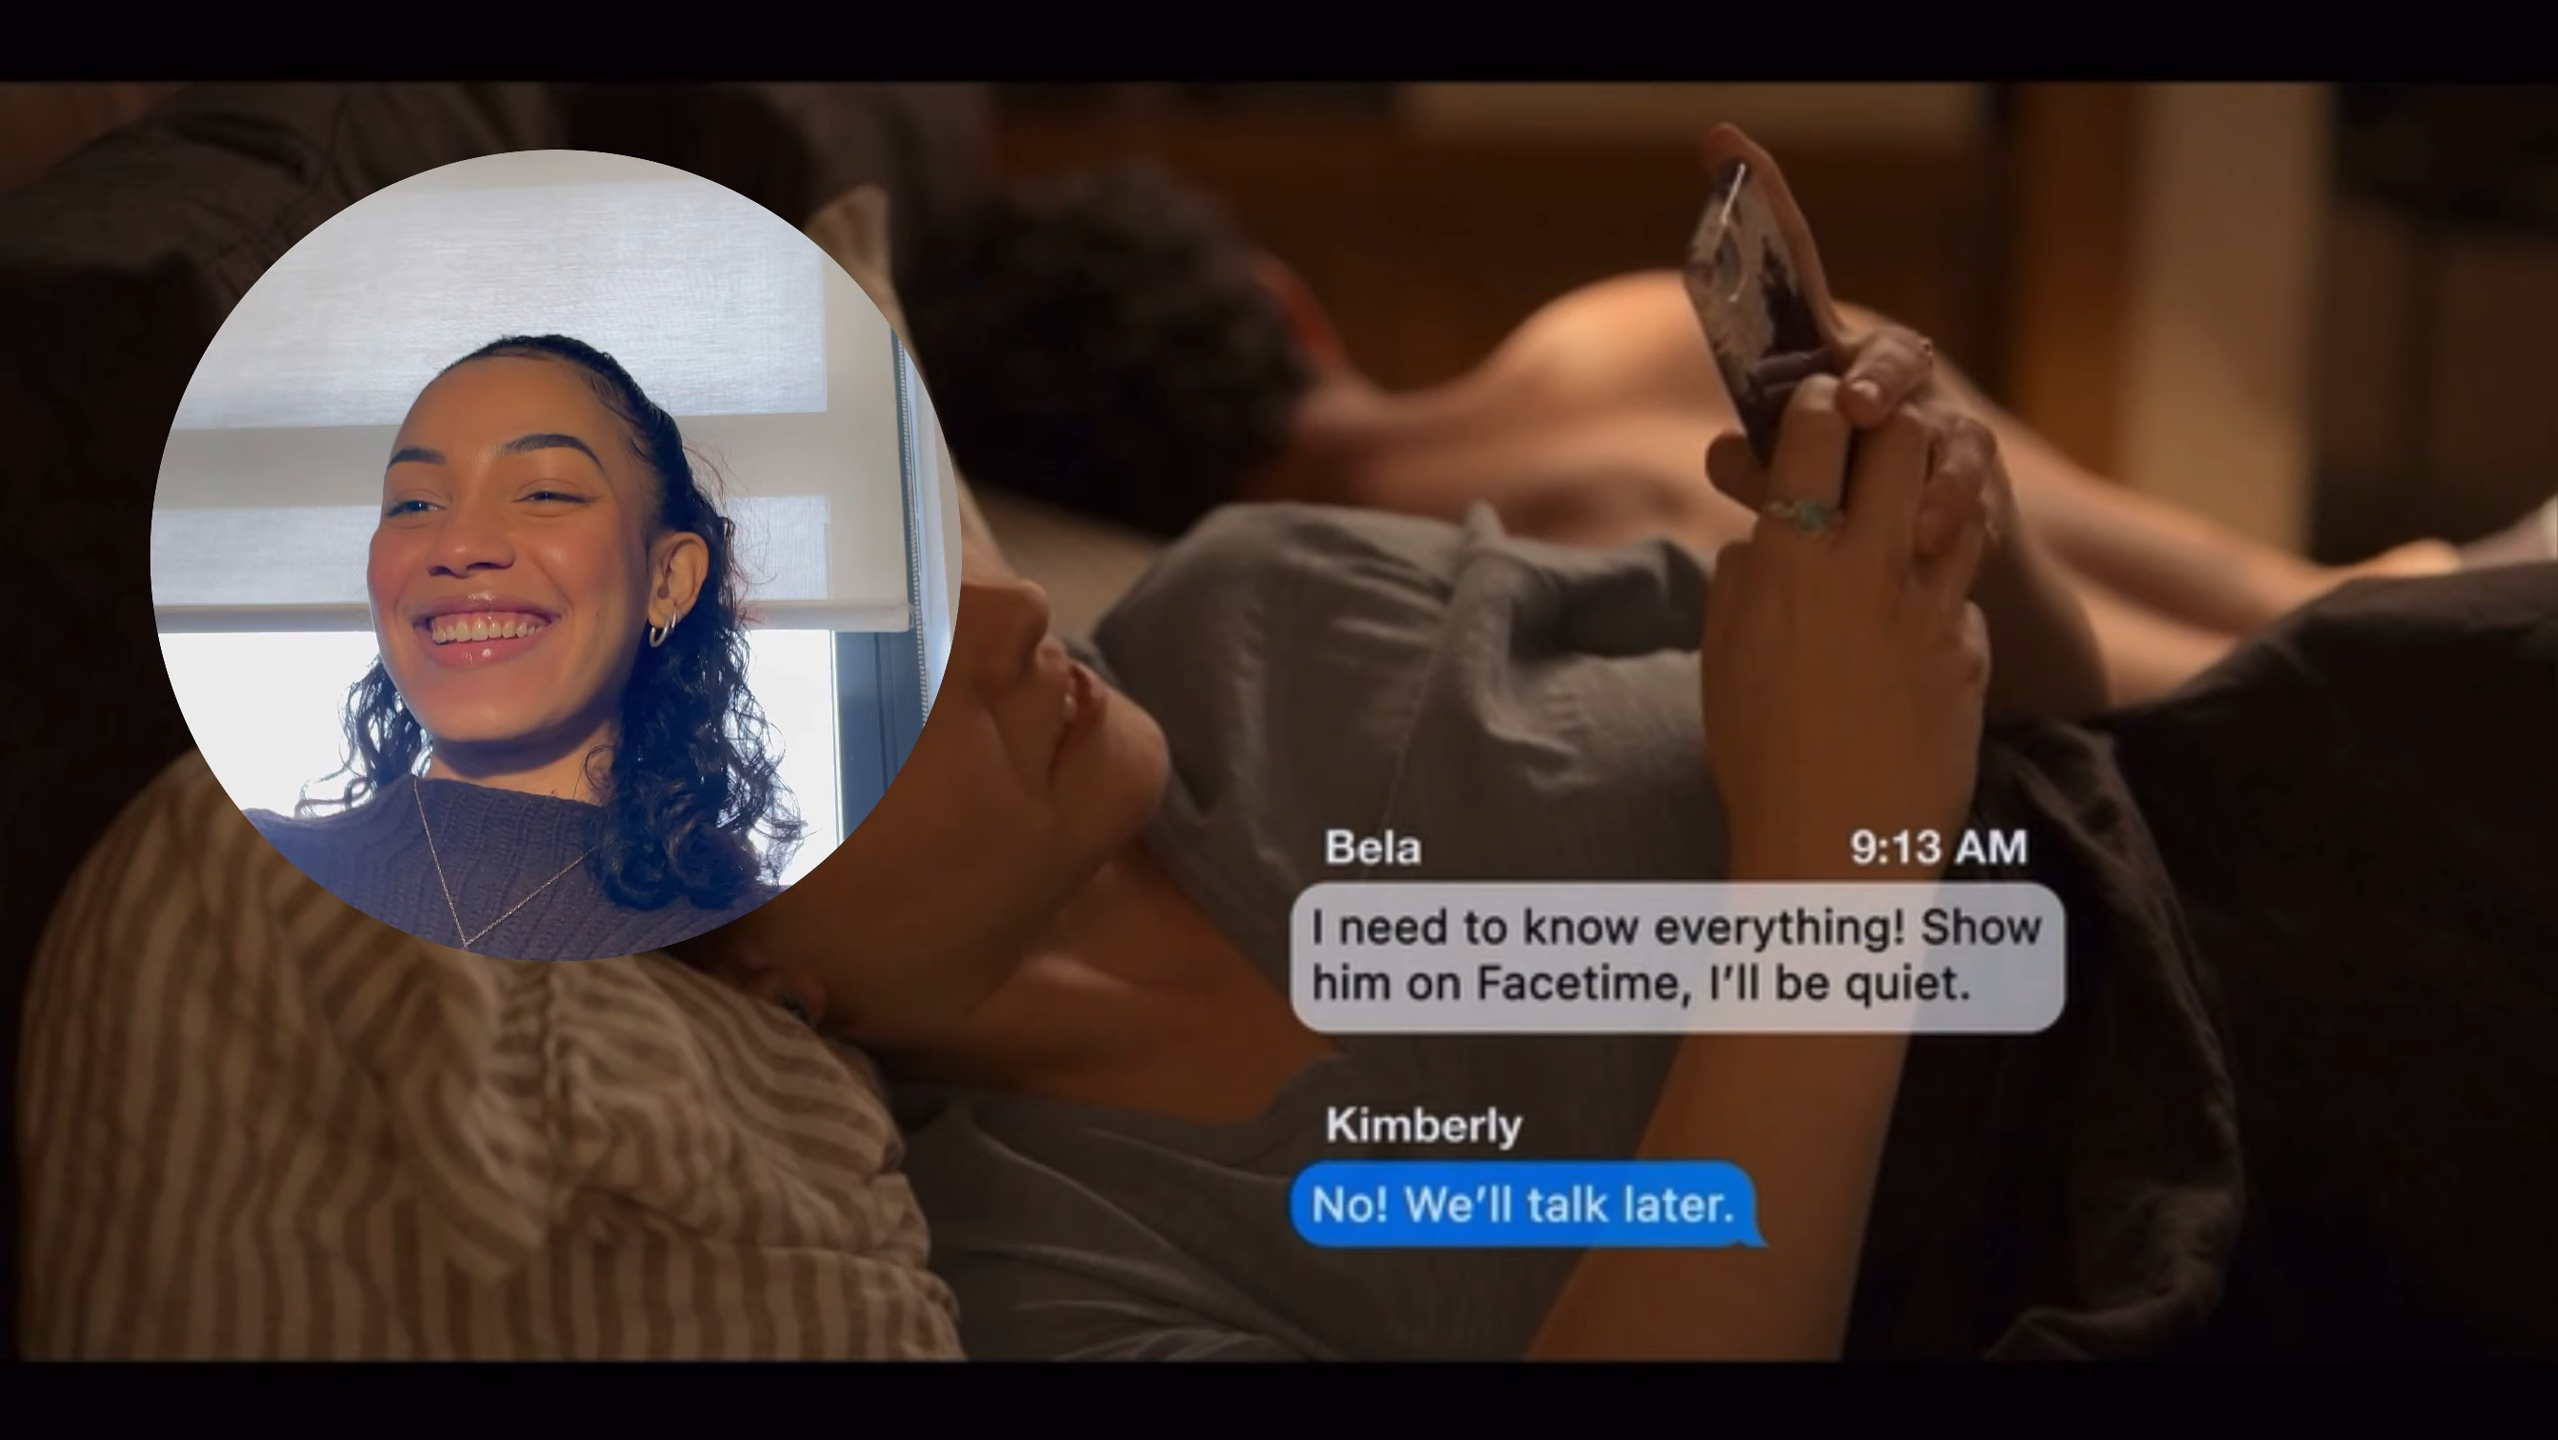 Bela 9:13 AM
I need to know everything! Show
him on Facetime, I’ll be quiet.
Kimberly
No! We’ll talk later.